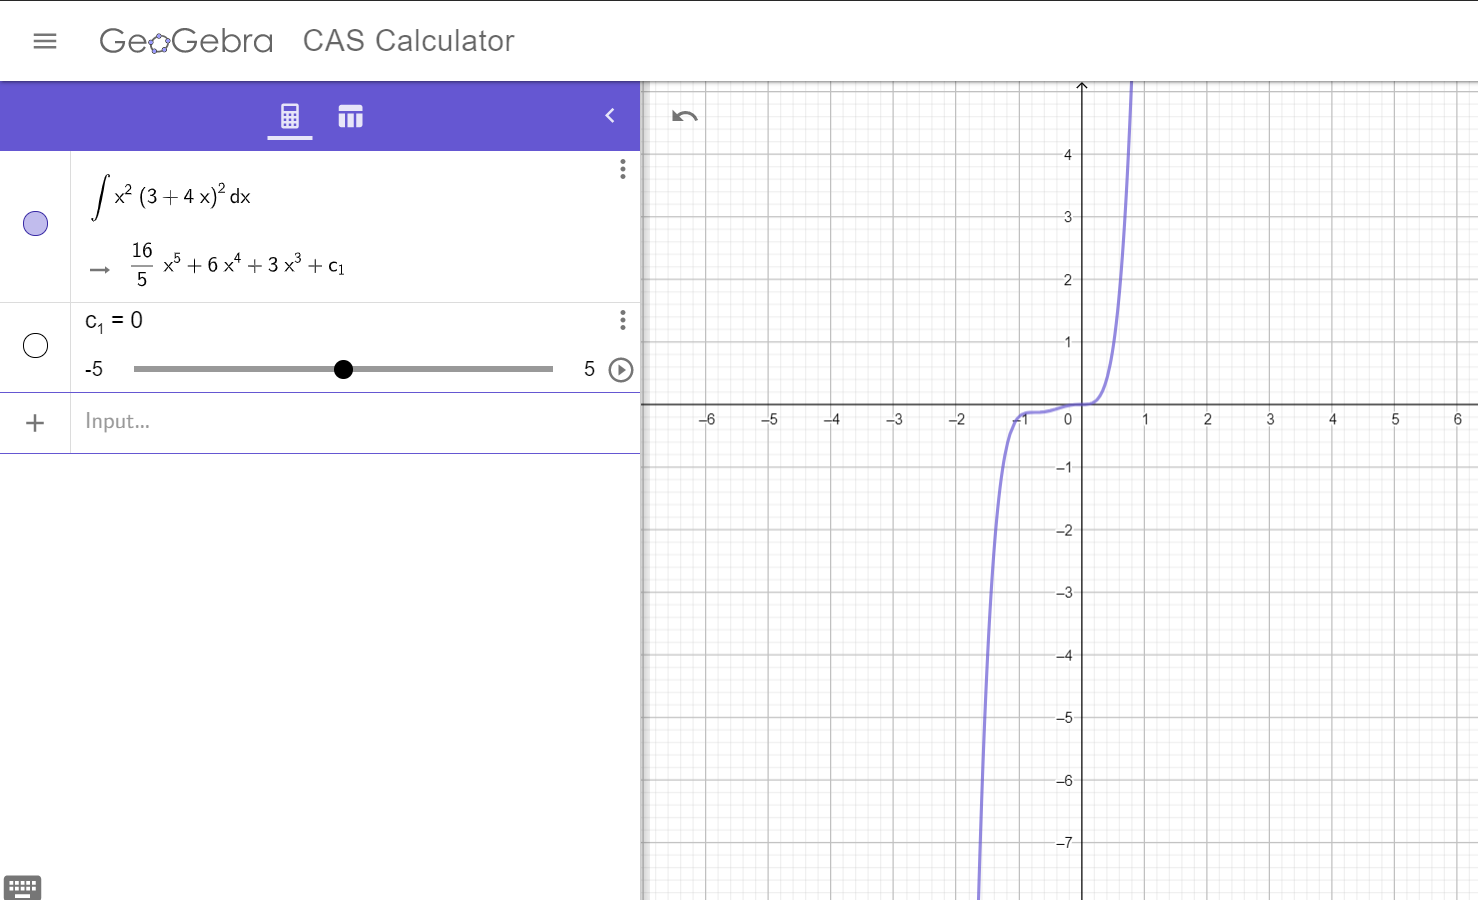 GeoGebra CAS Calculator
∫ x² (3 + 4 x)² dx
→ 16/5 x⁵ + 6 x⁴ + 3 x³ + c₁
c₁ = 0
-5 5
Input...
4
3
2
1
–6 –5 –4 –3 –2 –1 0 1 2 3 4 5 6
–1
–2
–3
–4
–5
–6
–7